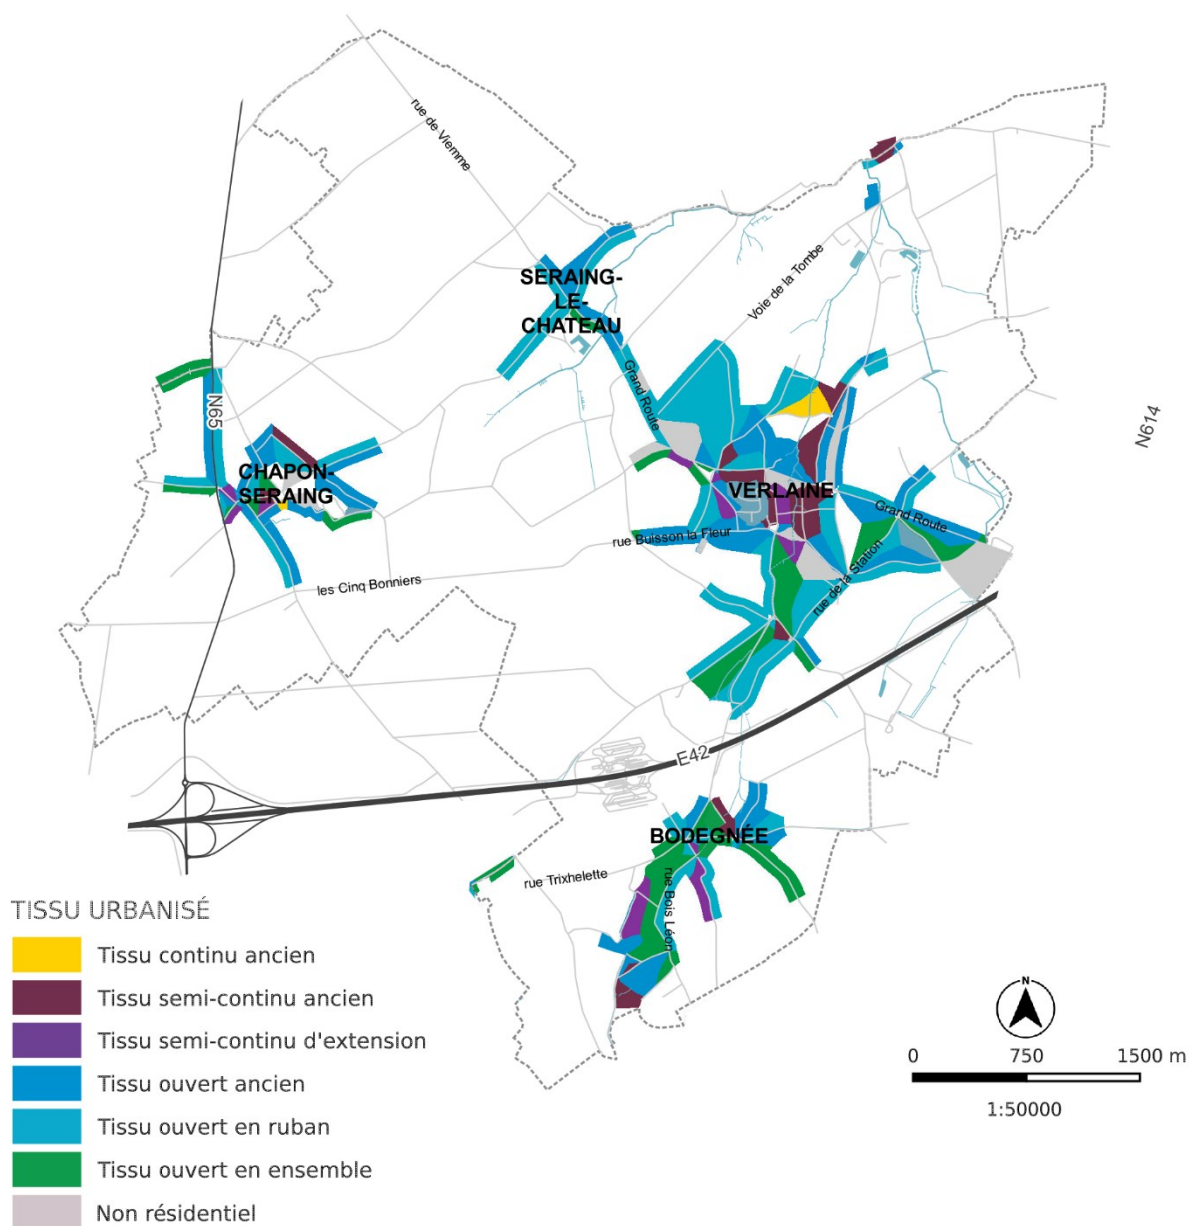 rue de Viemme
SERAING-
LE-
CHATEAU
Voie de la Tombe
Grand Route
N65
N614
CHAPON-
SERAING
VERLAINE
Grand Route
rue Buisson la Fleur
rue de la Station
les Cinq Bonniers
E42
BODEGNÉE
rue Trixhelette
rue Bois Léon
TISSU URBANISÉ
Tissu continu ancien
Tissu semi-continu ancien
Tissu semi-continu d'extension
Tissu ouvert ancien
Tissu ouvert en ruban
Tissu ouvert en ensemble
Non résidentiel
N
0 750 1500 m
1:50000